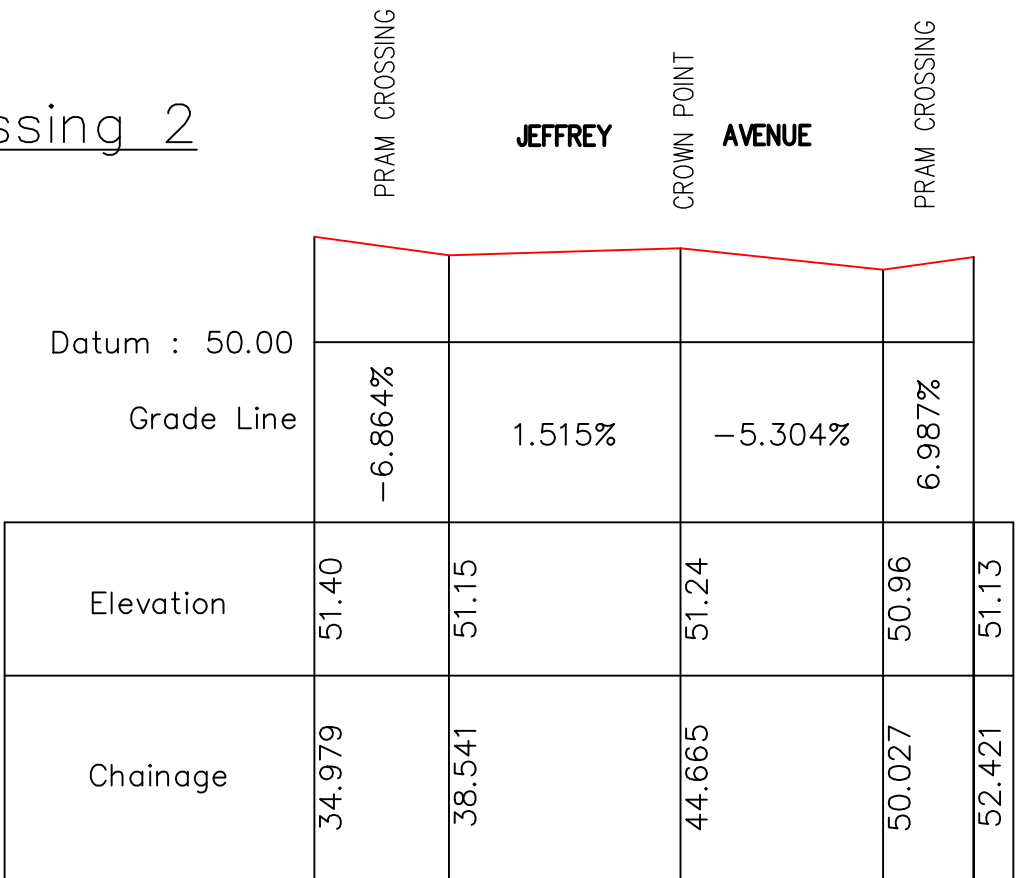 ssing 2
PRAM CROSSING
JEFFREY
CROWN POINT
AVENUE
PRAM CROSSING
Datum : 50.00
Grade Line
-6.864%
1.515%
-5.304%
6.987%
Elevation
51.40
51.15
51.24
50.96
51.13
Chainage
34.979
38.541
44.665
50.027
52.421